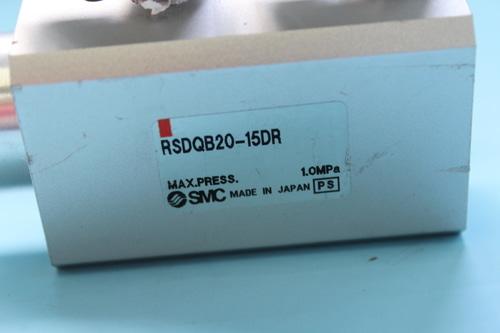 RSDQB20-15DR
MAX.PRESS. 1.0MPa
SMC MADE IN JAPAN PS